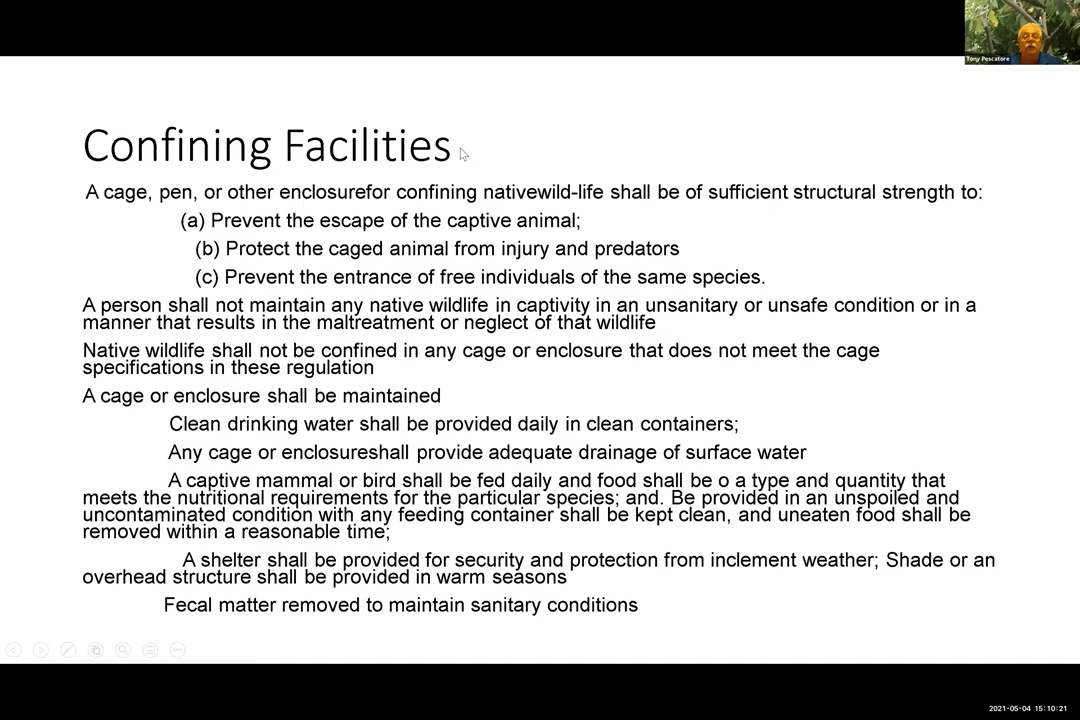 Tony Pescatore
Confining Facilities
A cage, pen, or other enclosurefor confining nativewild-life shall be of sufficient structural strength to:
(a) Prevent the escape of the captive animal;
(b) Protect the caged animal from injury and predators
(c) Prevent the entrance of free individuals of the same species.
A person shall not maintain any native wildlife in captivity in an unsanitary or unsafe condition or in a
manner that results in the maltreatment or neglect of that wildlife
Native wildlife shall not be confined in any cage or enclosure that does not meet the cage
specifications in these regulation
A cage or enclosure shall be maintained
Clean drinking water shall be provided daily in clean containers;
Any cage or enclosureshall provide adequate drainage of surface water
A captive mammal or bird shall be fed daily and food shall be o a type and quantity that
meets the nutritional requirements for the particular species; and. Be provided in an unspoiled and
uncontaminated condition with any feeding container shall be kept clean, and uneaten food shall be
removed within a reasonable time;
A shelter shall be provided for security and protection from inclement weather; Shade or an
overhead structure shall be provided in warm seasons
Fecal matter removed to maintain sanitary conditions
2021-05-04 15:10:21